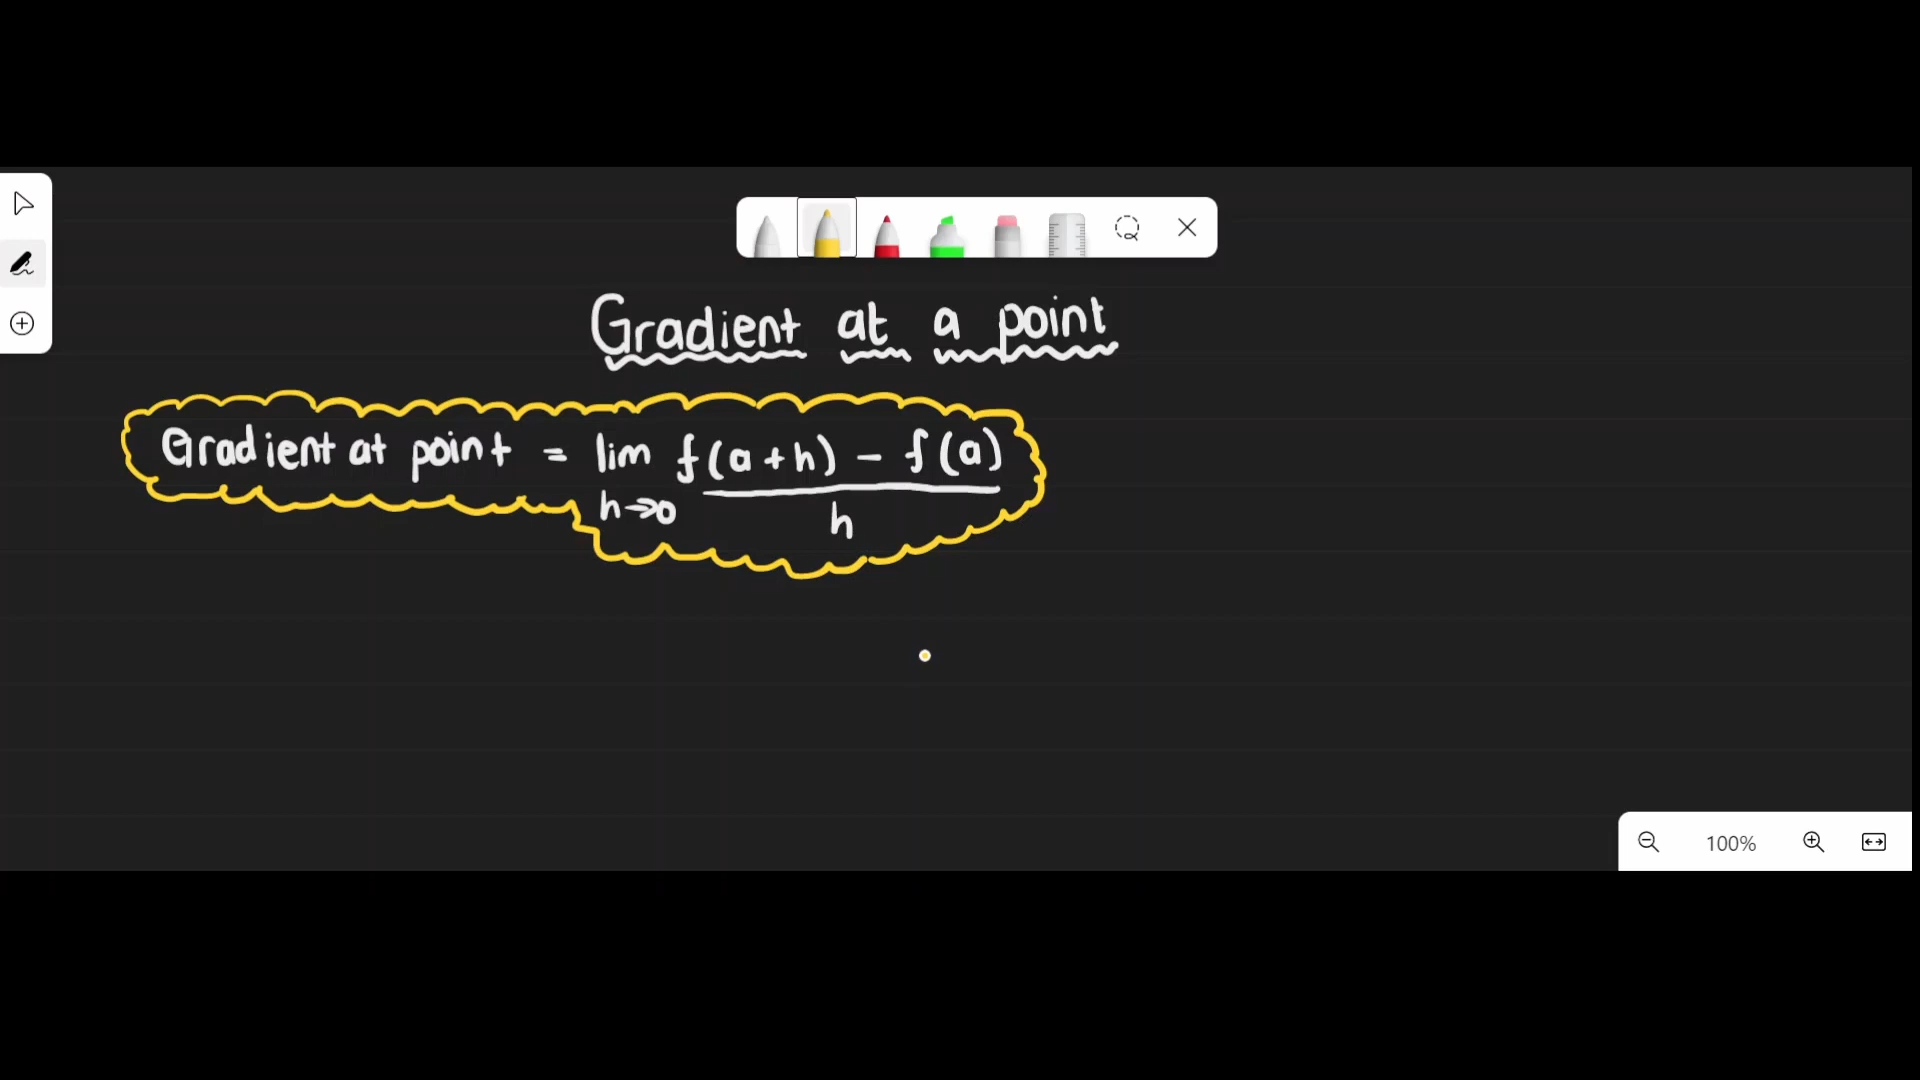 Gradient at a point
Gradient at point = lim f(a+h) - f(a)
h→0 h
100%